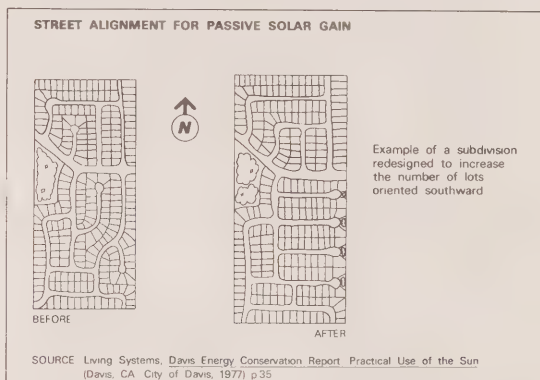 STREET ALIGNMENT FOR PASSIVE SOLAR GAIN
N
Example of a subdivision
redesigned to increase
the number of lots
oriented southward
BEFORE
AFTER
SOURCE Living Systems, Davis Energy Conservation Report Practical Use of the Sun
(Davis, CA City of Davis, 1977) p 35